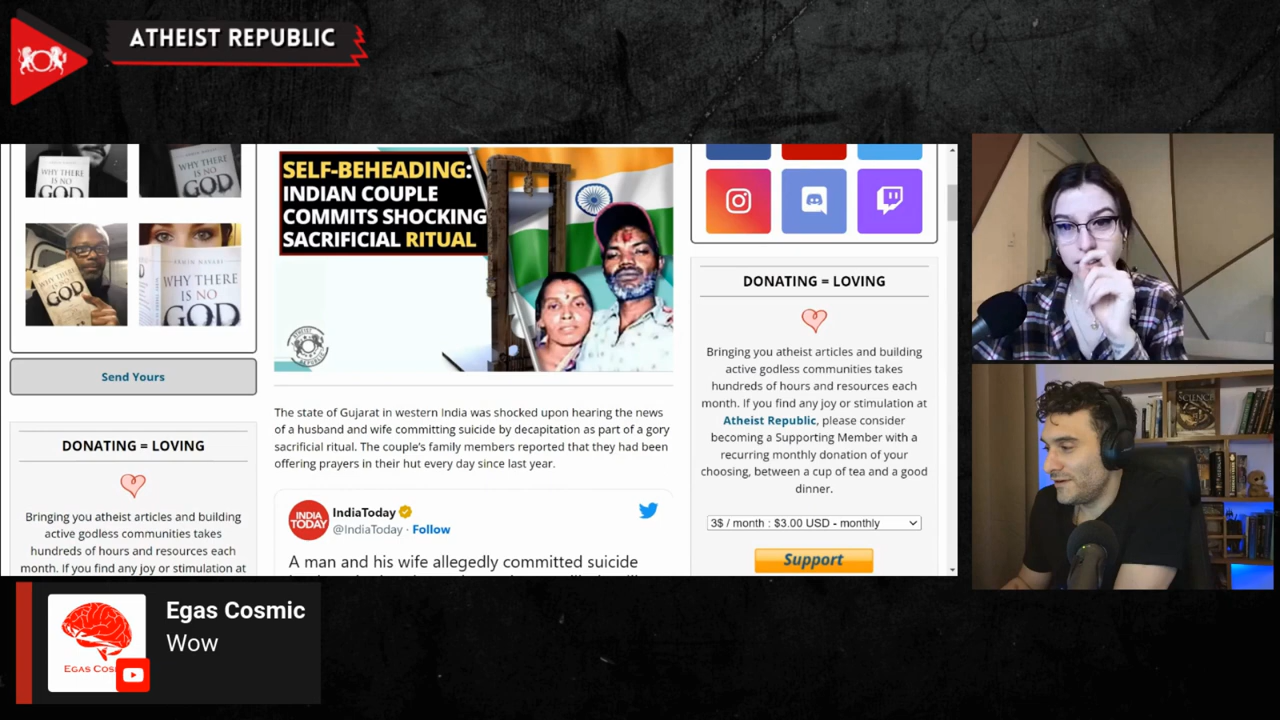 ATHEIST REPUBLIC
WHY THERE
IS NO
GOD
WHY THERE
IS NO
GOD
WHY THERE
IS NO
GOD
WHY THERE
IS NO
GOD
Send Yours
DONATING = LOVING
Bringing you atheist articles and building
active godless communities takes
hundreds of hours and resources each
month. If you find any joy or stimulation at
SELF-BEHEADING:
INDIAN COUPLE
COMMITS SHOCKING
SACRIFICIAL RITUAL
ATHEIST
REPUBLIC
The state of Gujarat in western India was shocked upon hearing the news
of a husband and wife committing suicide by decapitation as part of a gory
sacrificial ritual. The couple's family members reported that they had been
offering prayers in their hut every day since last year.
INDIA
TODAY
IndiaToday
@IndiaToday · Follow
A man and his wife allegedly committed suicide
DONATING = LOVING
Bringing you atheist articles and building
active godless communities takes
hundreds of hours and resources each
month. If you find any joy or stimulation at
Atheist Republic, please consider
becoming a Supporting Member with a
recurring monthly donation of your
choosing, between a cup of tea and a good
dinner.
3$ / month : $3.00 USD - monthly
Support
SCIENCE
Egas Cosmic
Wow
EGAS COS